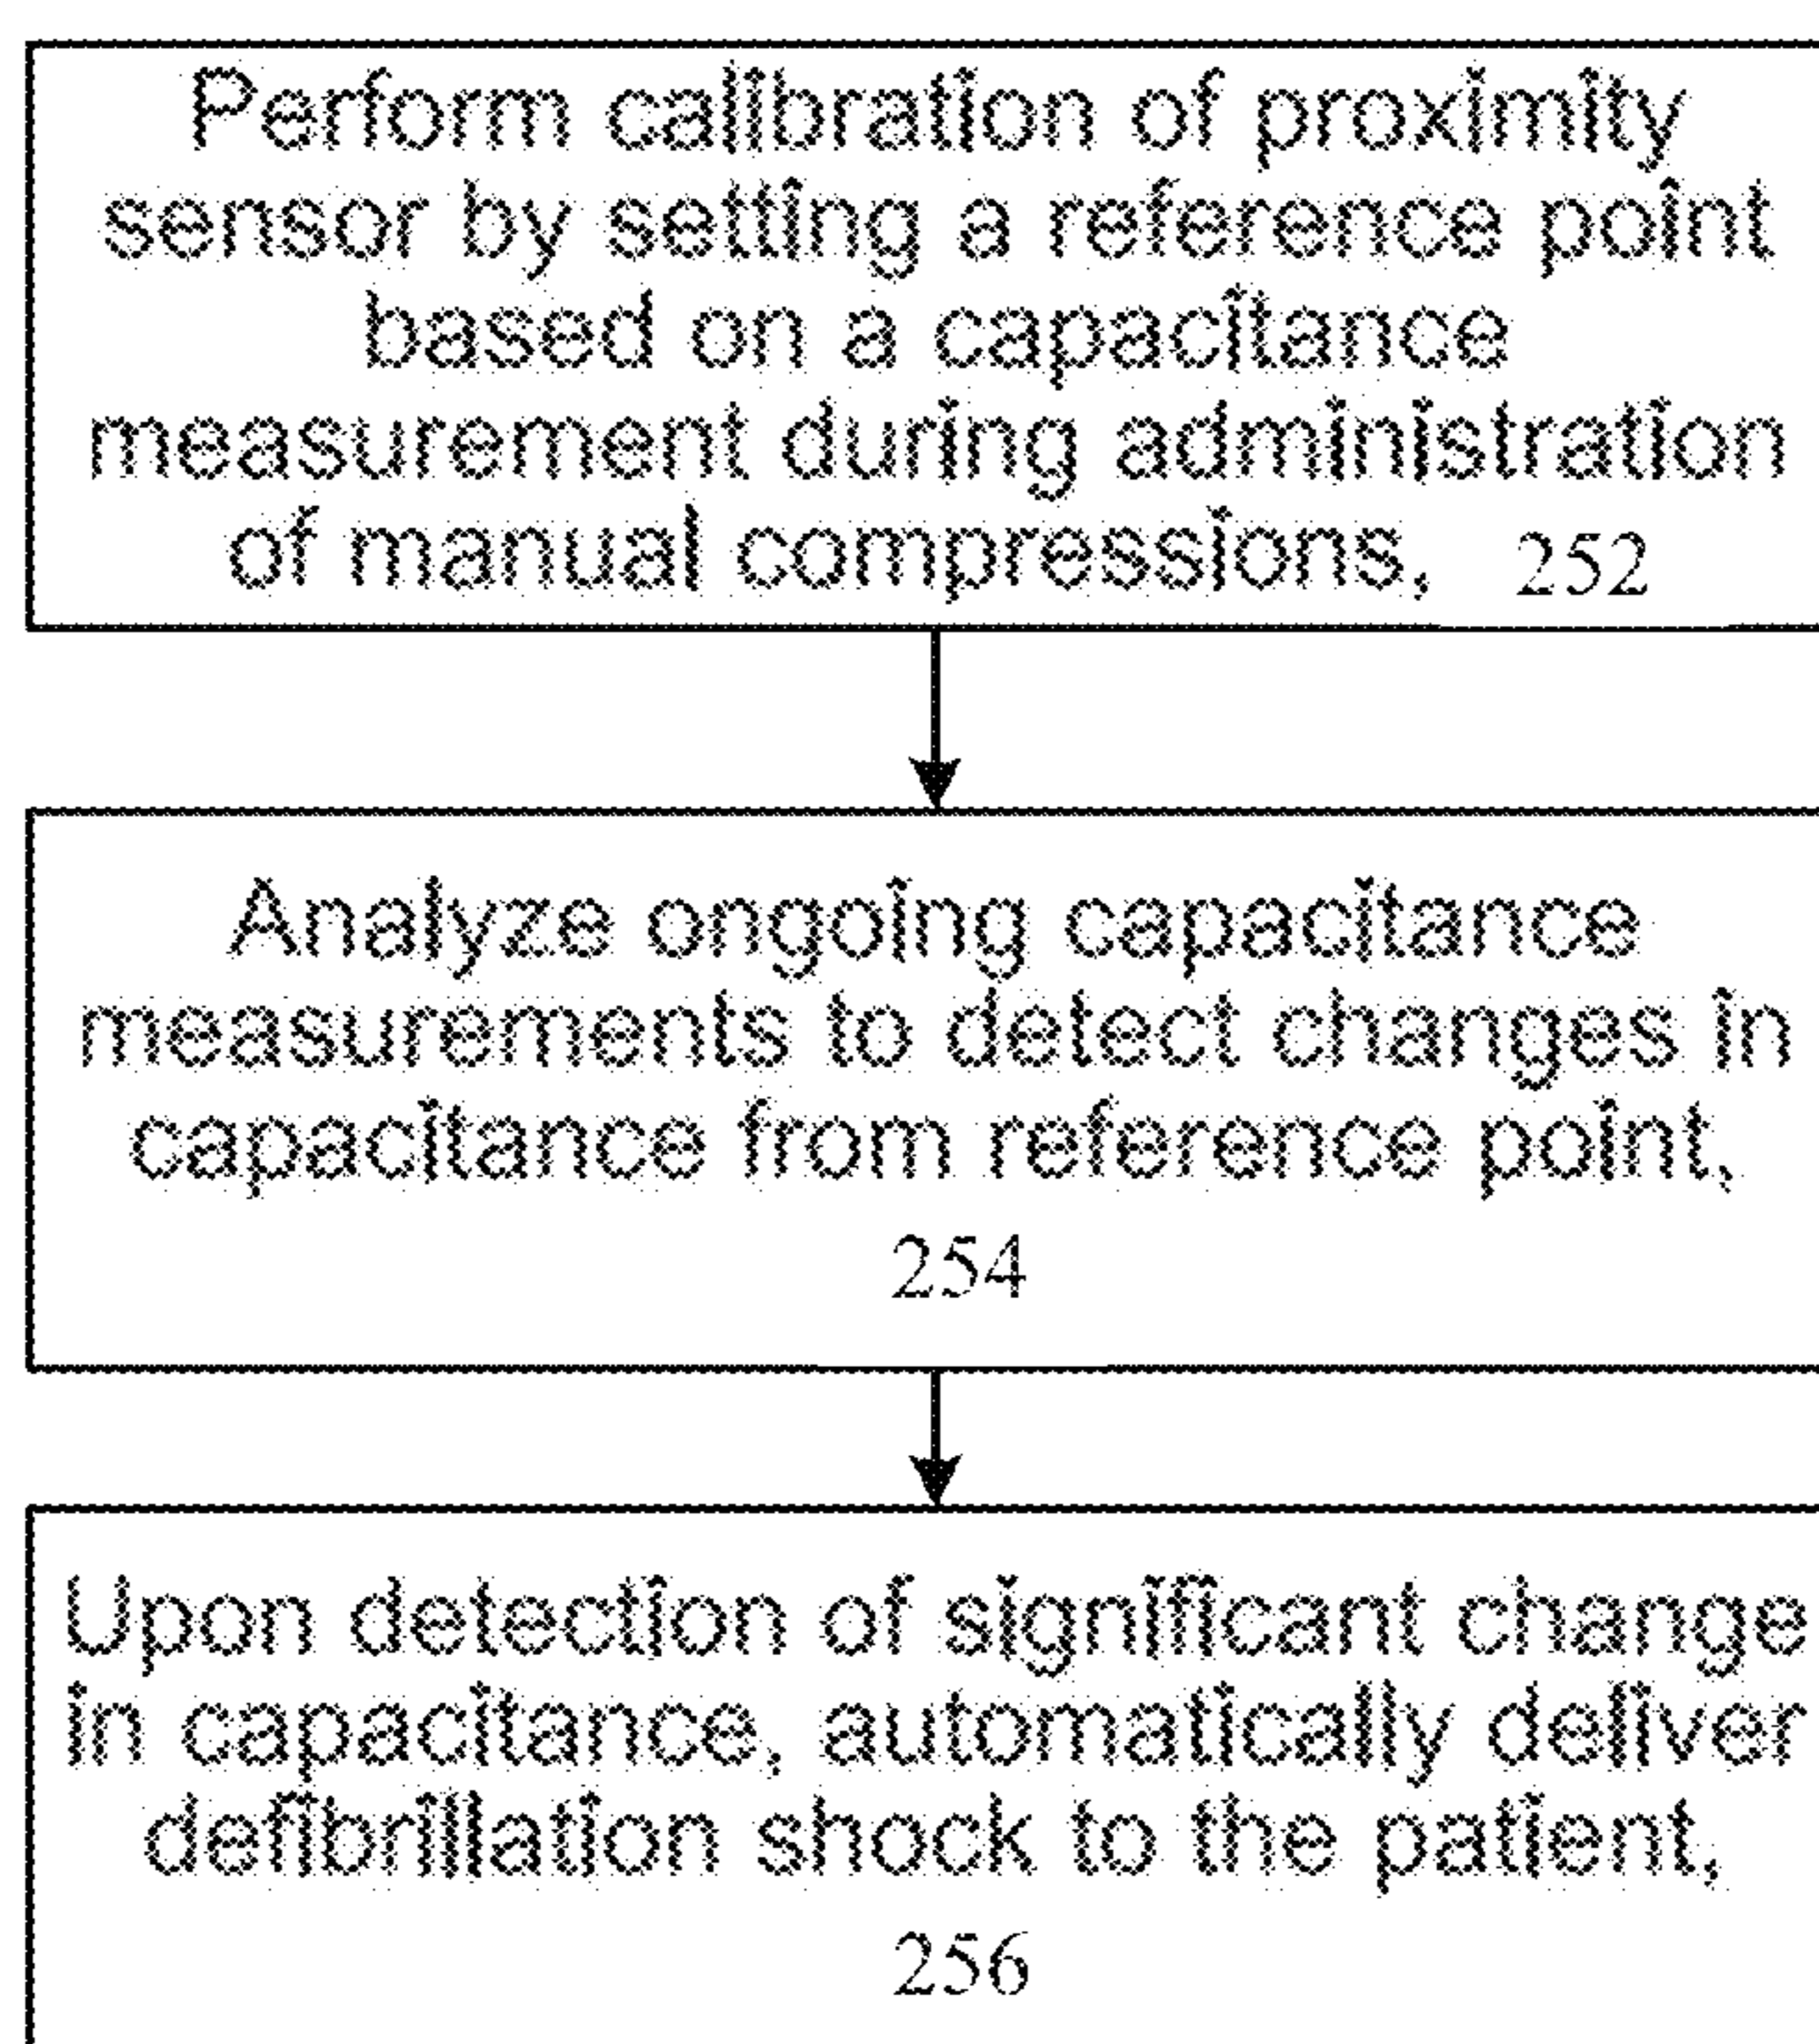 Perform calibration of proximity
sensor by setting a reference point
based on a capacitance
measurement during administration
of manual compressions, 252
Analyze ongoing capacitance
measurements to detect changes in
capacitance from reference point,
254
Upon detection of significant change
in capacitance, automatically deliver
defibrillation shock to the patient,
256